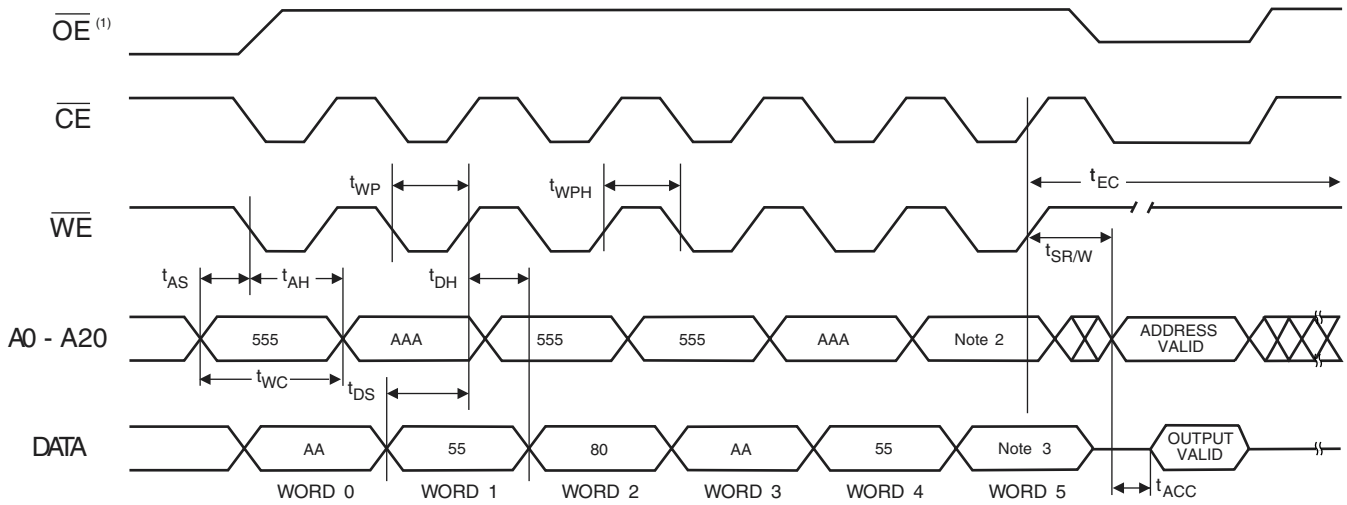 OE (1)
CE
tWP
tWPH
tEC
WE
tSR/W
tAS
tAH
tDH
A0 - A20
555
AAA
555
555
AAA
Note 2
ADDRESS
VALID
tWC
tDS
DATA
AA
55
80
AA
55
Note 3
OUTPUT
VALID
WORD 0
WORD 1
WORD 2
WORD 3
WORD 4
WORD 5
tACC